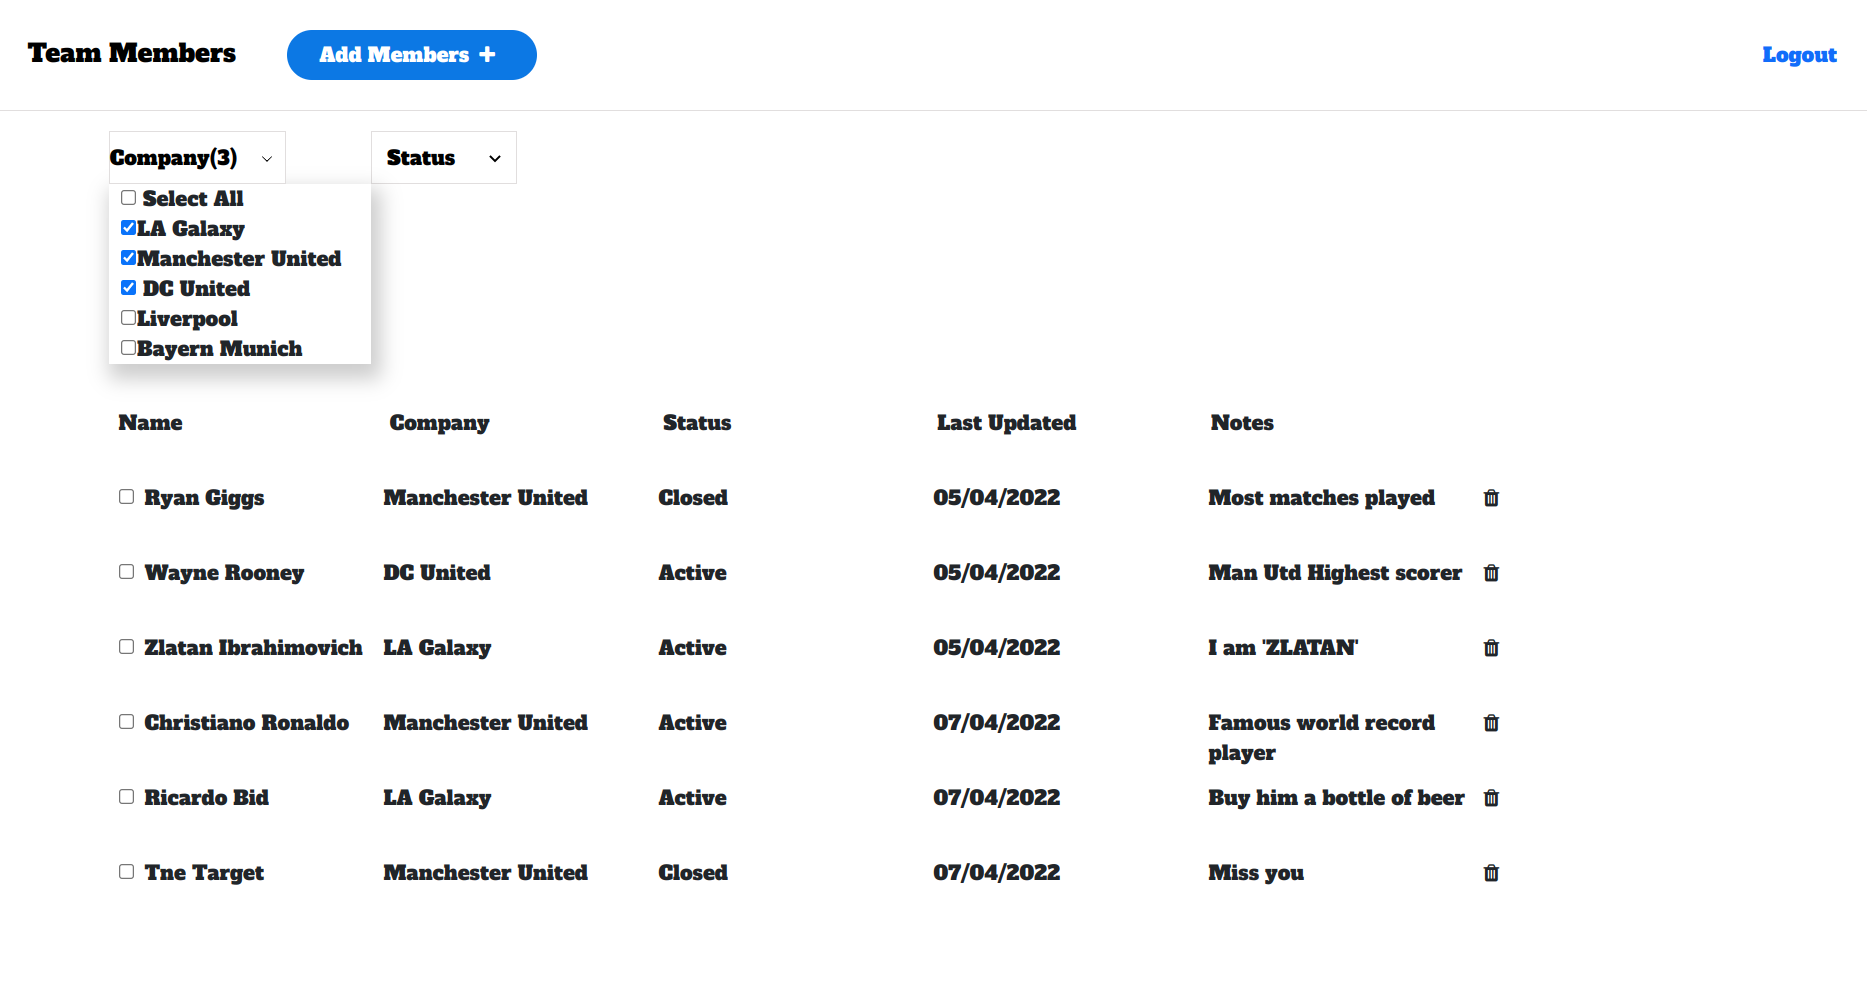 Team Members Add Members + Logout
Company(3) Status
Select All
LA Galaxy
Manchester United
DC United
Liverpool
Bayern Munich
Name Company Status Last Updated Notes
Ryan Giggs Manchester United Closed 05/04/2022 Most matches played
Wayne Rooney DC United Active 05/04/2022 Man Utd Highest scorer
Zlatan Ibrahimovich LA Galaxy Active 05/04/2022 I am 'ZLATAN'
Christiano Ronaldo Manchester United Active 07/04/2022 Famous world record
player
Ricardo Bid LA Galaxy Active 07/04/2022 Buy him a bottle of beer
Tne Target Manchester United Closed 07/04/2022 Miss you